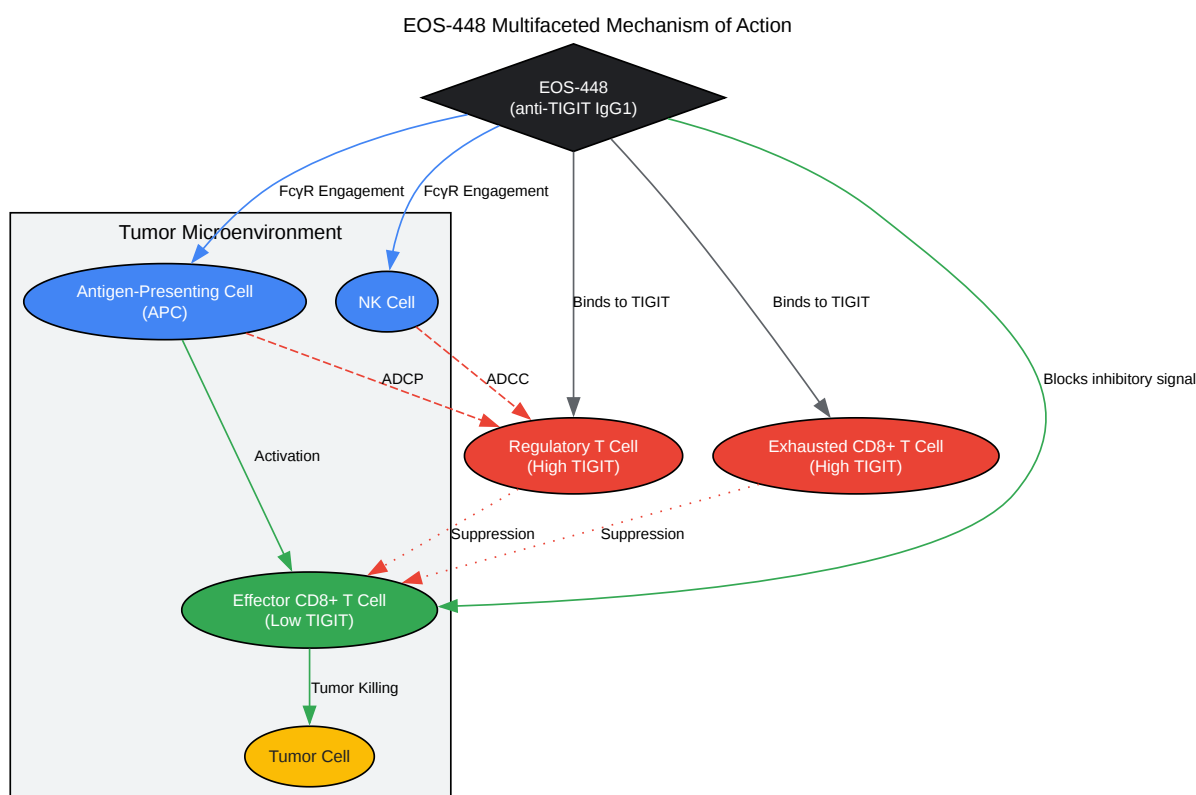 EOS-448 Multifaceted Mechanism of Action
EOS-448
(anti-TIGIT IgG1)
FcγR Engagement
FcγR Engagement
Tumor Microenvironment
Antigen-Presenting Cell
(APC)
NK Cell
Binds to TIGIT
Binds to TIGIT
ADCP
ADCC
Blocks inhibitory signal
Regulatory T Cell
(High TIGIT)
Exhausted CD8+ T Cell
(High TIGIT)
Activation
Suppression
Suppression
Effector CD8+ T Cell
(Low TIGIT)
Tumor Killing
Tumor Cell